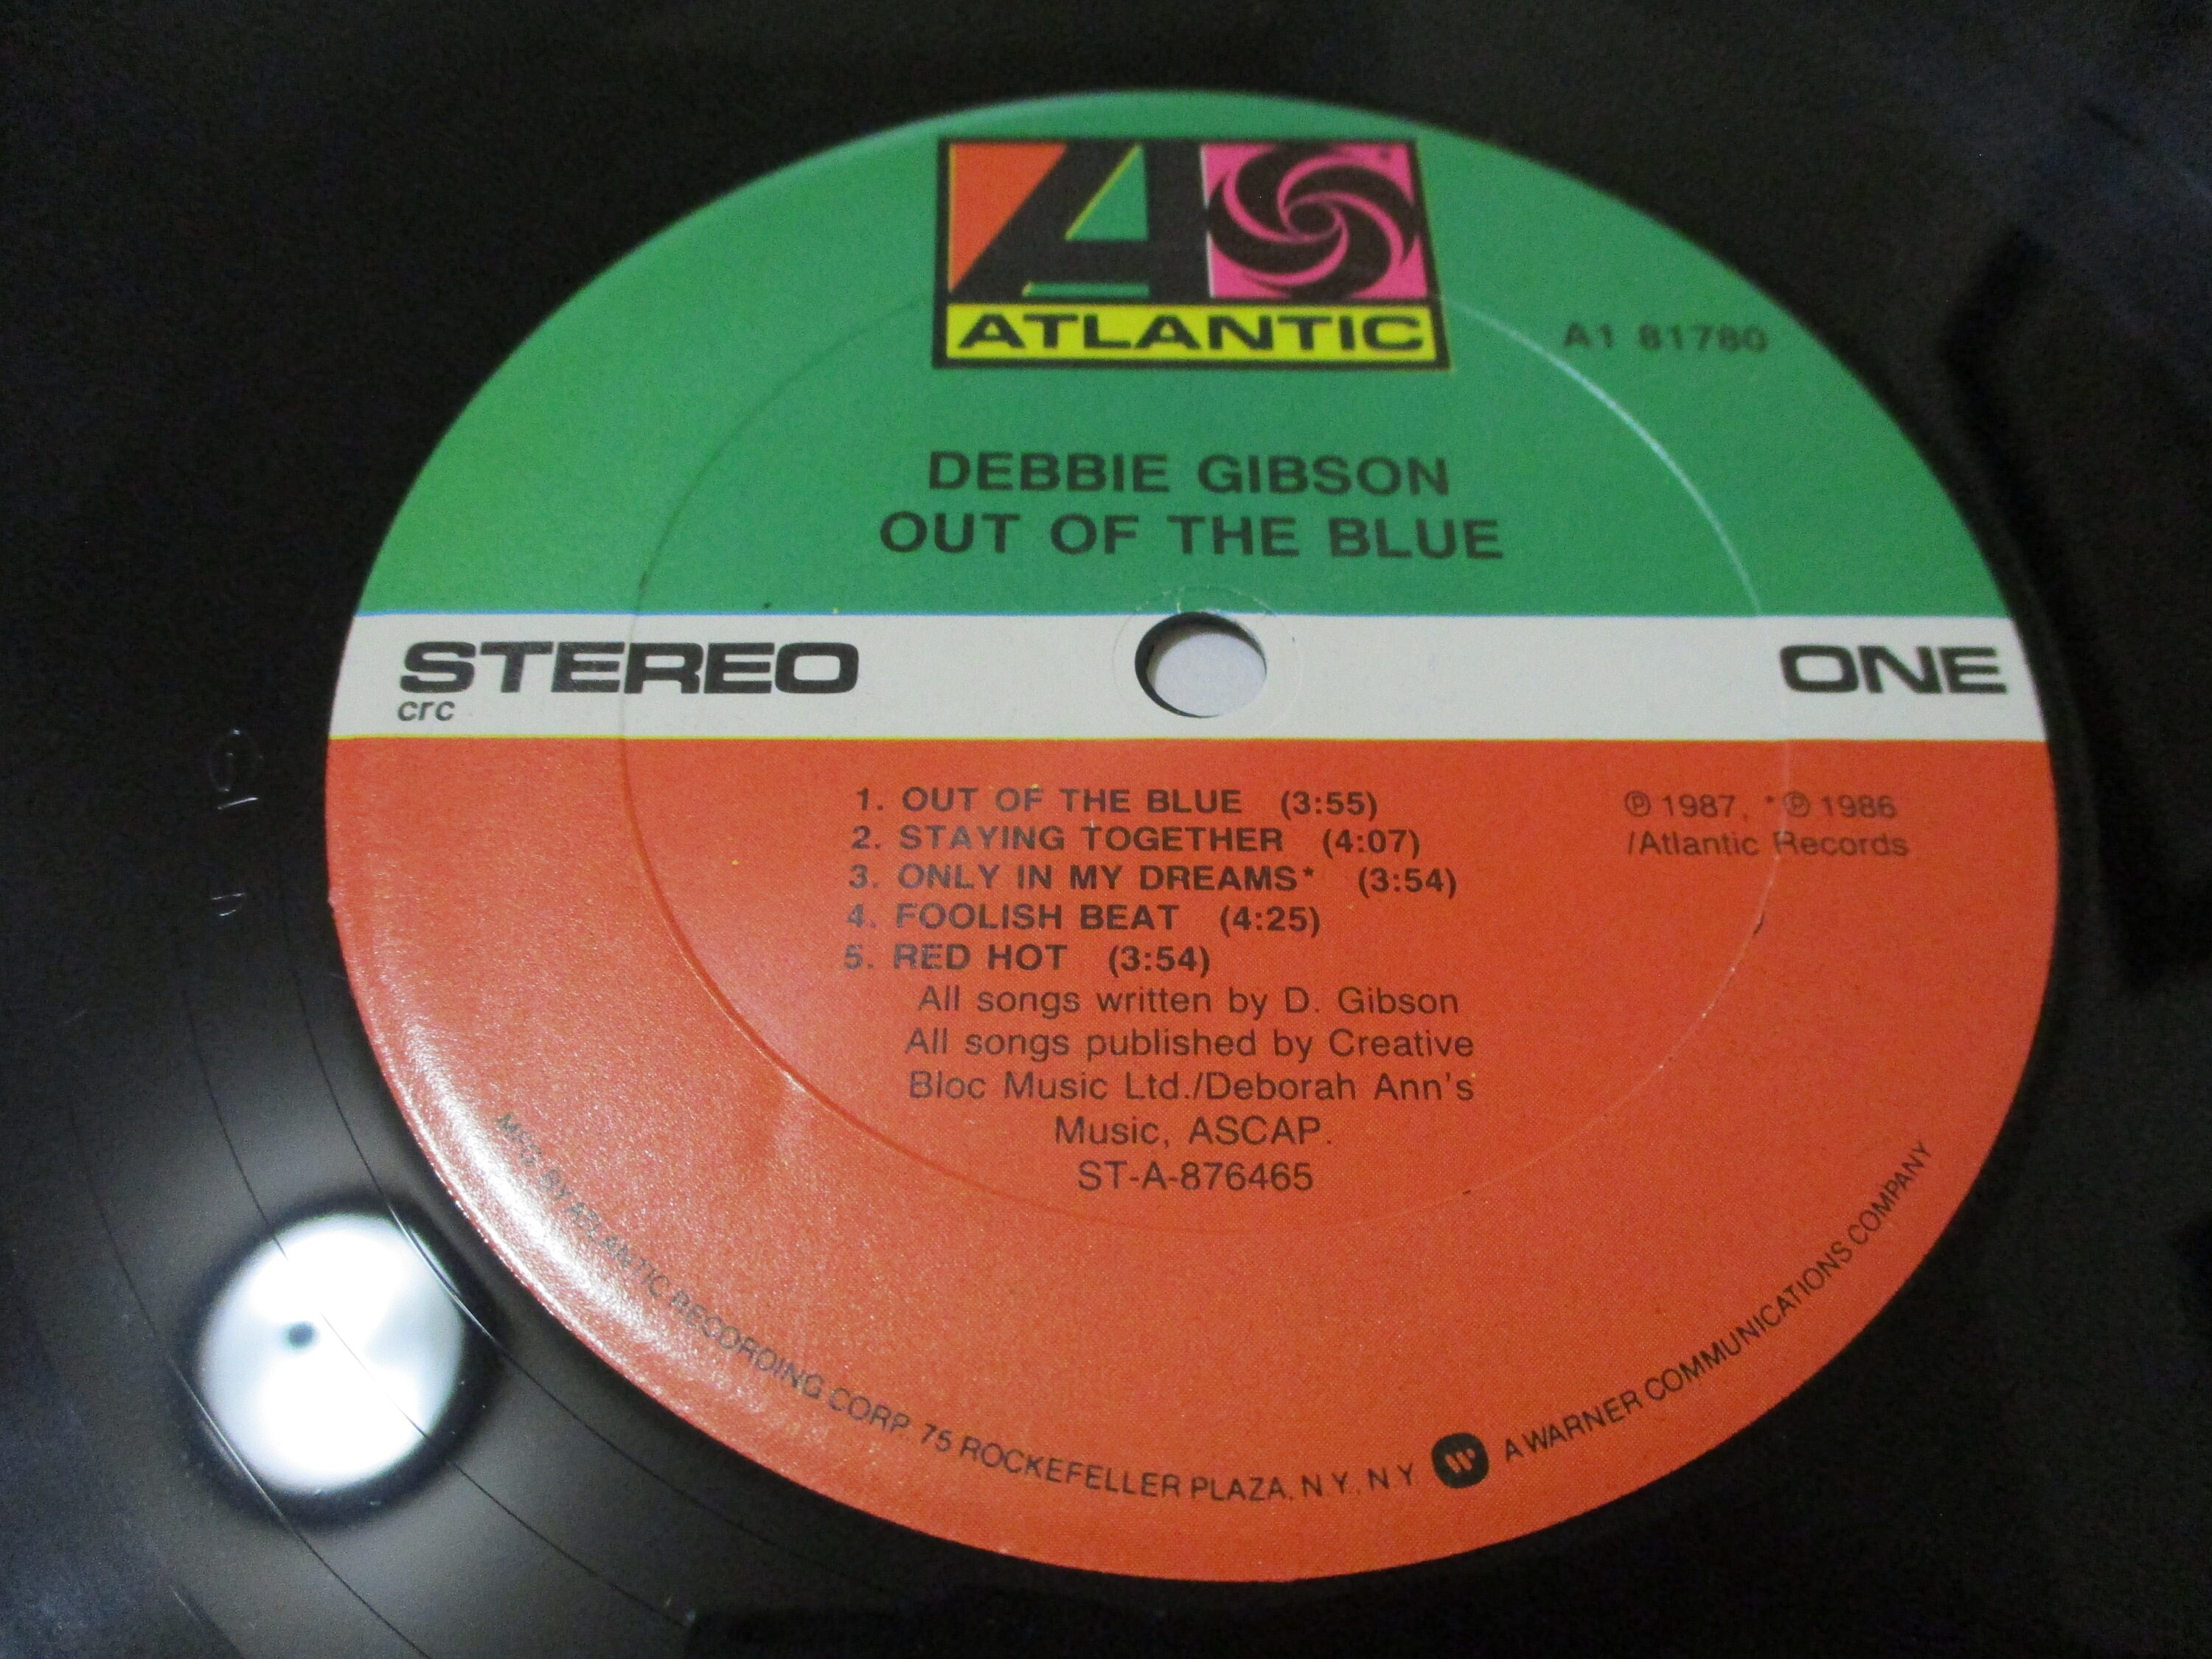 ATLANTIC
A1 81780
DEBBIE GIBSON
OUT OF THE BLUE
STEREO
crc
ONE
1. OUT OF THE BLUE (3:55)
2. STAYING TOGETHER (4:07)
3. ONLY IN MY DREAMS* (3:54)
4. FOOLISH BEAT (4:25)
5. RED HOT (3:54)
℗ 1987, *℗ 1986
/Atlantic Records
All songs written by D. Gibson
All songs published by Creative
Bloc Music Ltd./Deborah Ann's
Music, ASCAP.
ST-A-876465
MFG. BY ATLANTIC RECORDING CORP. 75 ROCKEFELLER PLAZA, N.Y., N.Y. A WARNER COMMUNICATIONS COMPANY